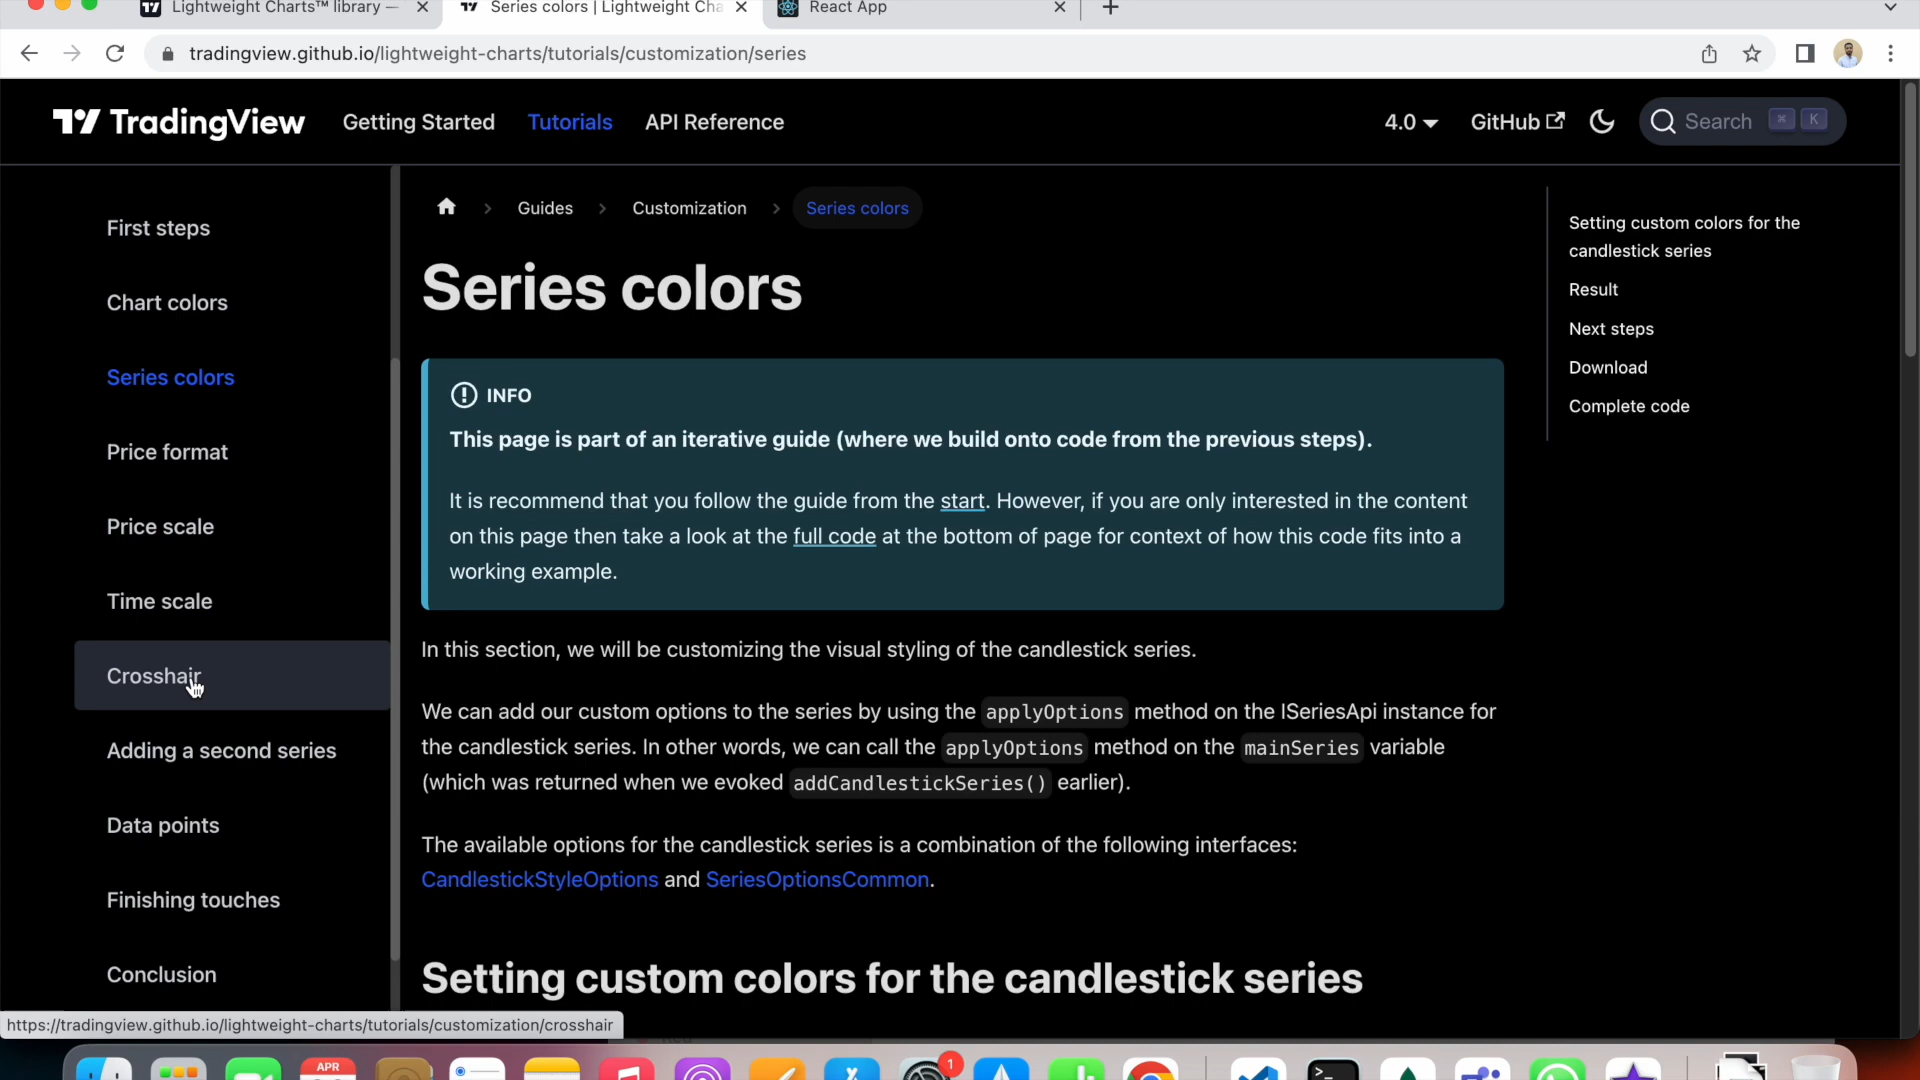 Lightweight Charts™ library —
Series colors | Lightweight Cha
React App
tradingview.github.io/lightweight-charts/tutorials/customization/series
TradingView
Getting Started
Tutorials
API Reference
4.0
GitHub
Search
⌘ K
First steps
Chart colors
Series colors
Price format
Price scale
Time scale
Crosshair
Adding a second series
Data points
Finishing touches
Conclusion
Guides
Customization
Series colors
Series colors
INFO
This page is part of an iterative guide (where we build onto code from the previous steps).
It is recommend that you follow the guide from the start. However, if you are only interested in the content
on this page then take a look at the full code at the bottom of page for context of how this code fits into a
working example.
In this section, we will be customizing the visual styling of the candlestick series.
We can add our custom options to the series by using the applyOptions method on the ISeriesApi instance for
the candlestick series. In other words, we can call the applyOptions method on the mainSeries variable
(which was returned when we evoked addCandlestickSeries() earlier).
The available options for the candlestick series is a combination of the following interfaces:
CandlestickStyleOptions and SeriesOptionsCommon.
Setting custom colors for the candlestick series
Setting custom colors for the
candlestick series
Result
Next steps
Download
Complete code
https://tradingview.github.io/lightweight-charts/tutorials/customization/crosshair
APR
1